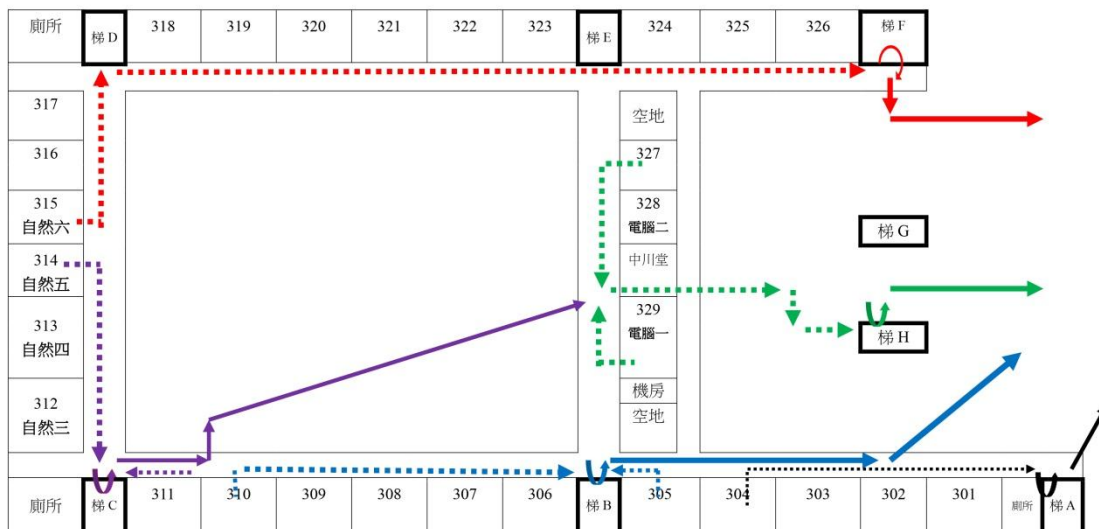 廁所 梯 D 318 319 320 321 322 323 梯 E 324 325 326 梯 F
317
316
315
自然六
314
自然五
313
自然四
312
自然三
空地
327
328
電腦二
中川堂
329
電腦一
機房
空地
梯 G
梯 H
廁所 梯 C 311 310 309 308 307 306 梯 B 305 304 303 302 301 廁所 梯 A